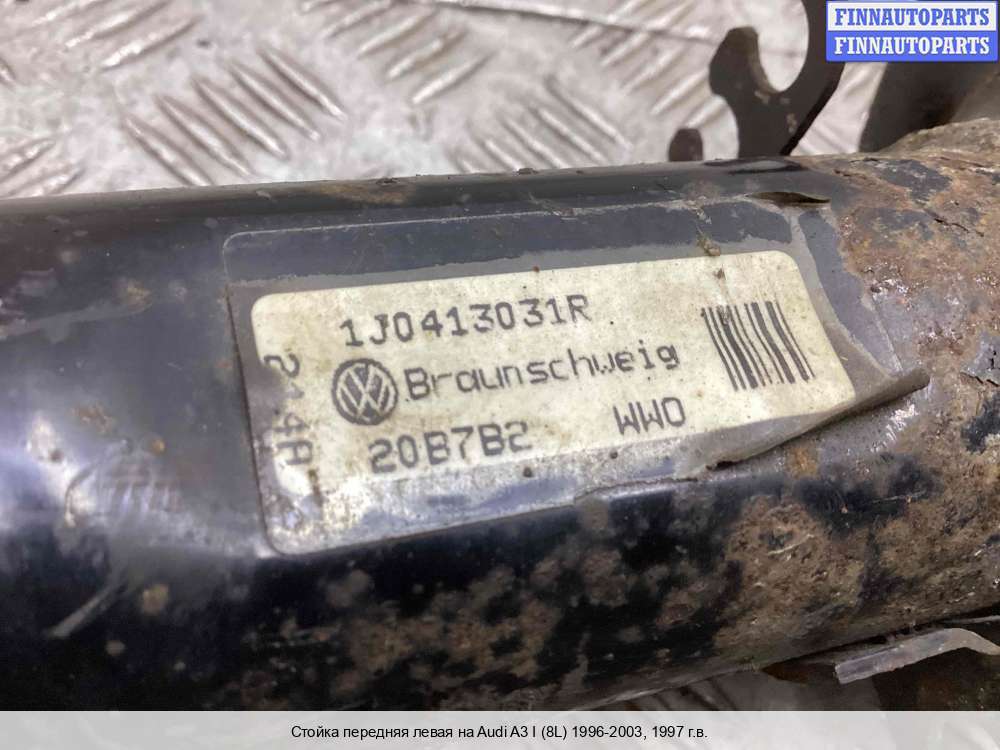 FINNAUTOPARTS
FINNAUTOPARTS
1J0413031R
Braunschweig
20B7B2 WWO
Стойка передняя левая на Audi A3 I (8L) 1996-2003, 1997 г.в.